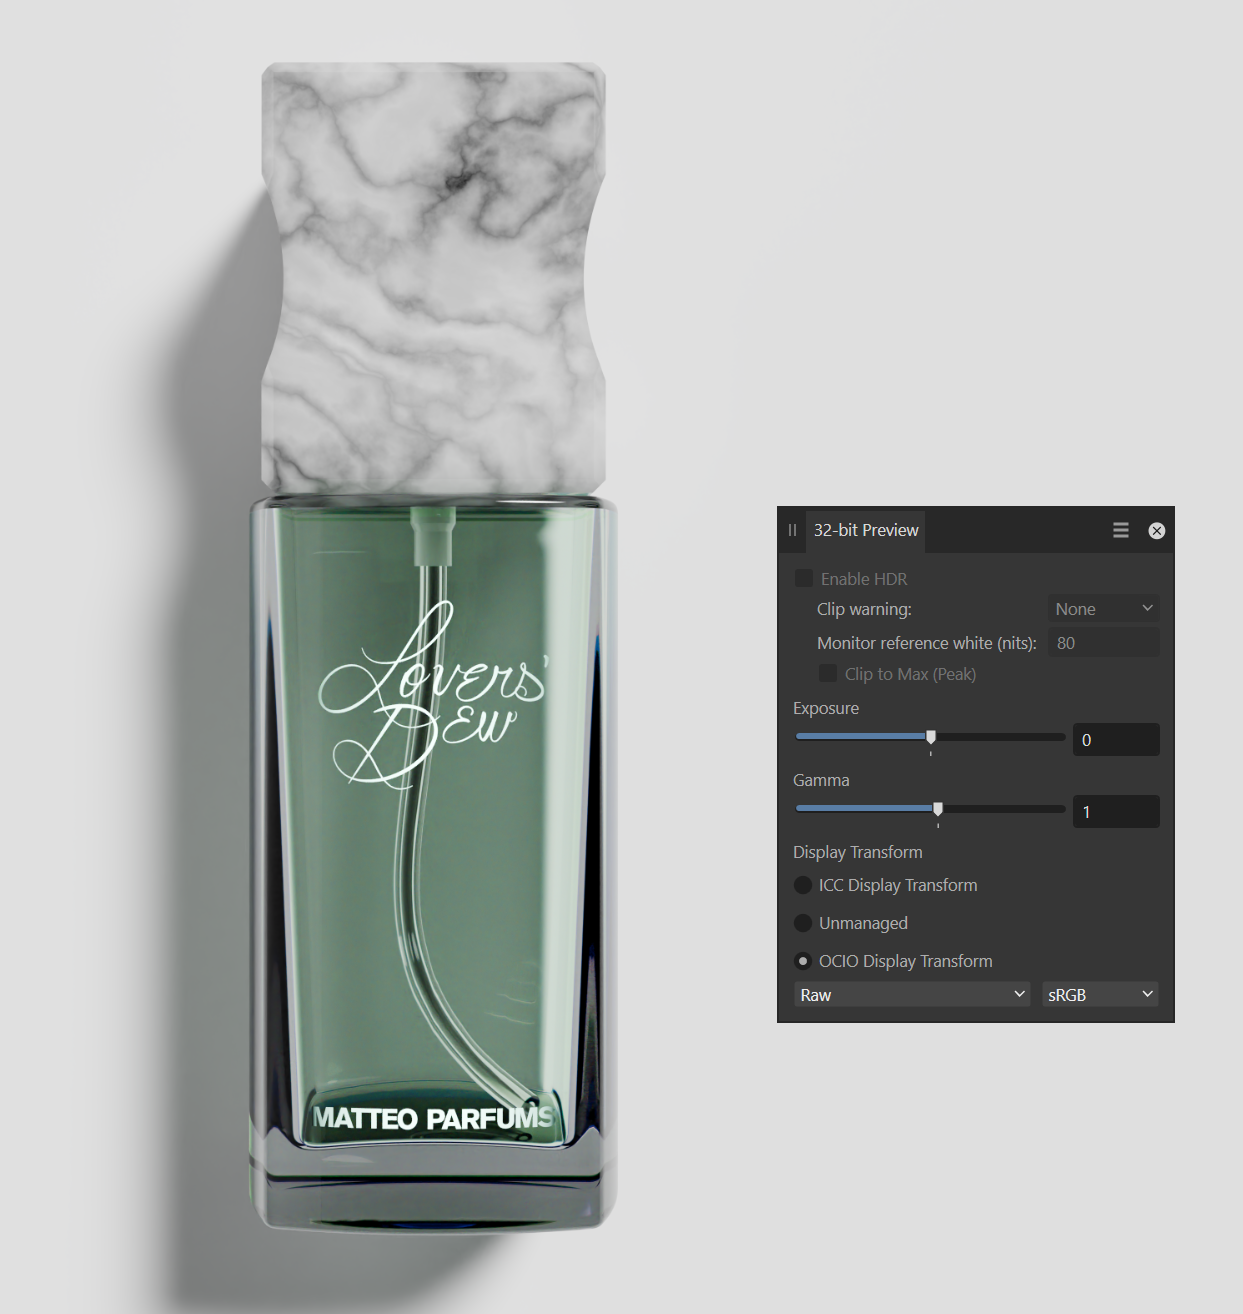 Lovers'
Dew
MATTEO PARFUMS
32-bit Preview
Enable HDR
Clip warning:
None
Monitor reference white (nits):
80
Clip to Max (Peak)
Exposure
0
Gamma
1
Display Transform
ICC Display Transform
Unmanaged
OCIO Display Transform
Raw
sRGB